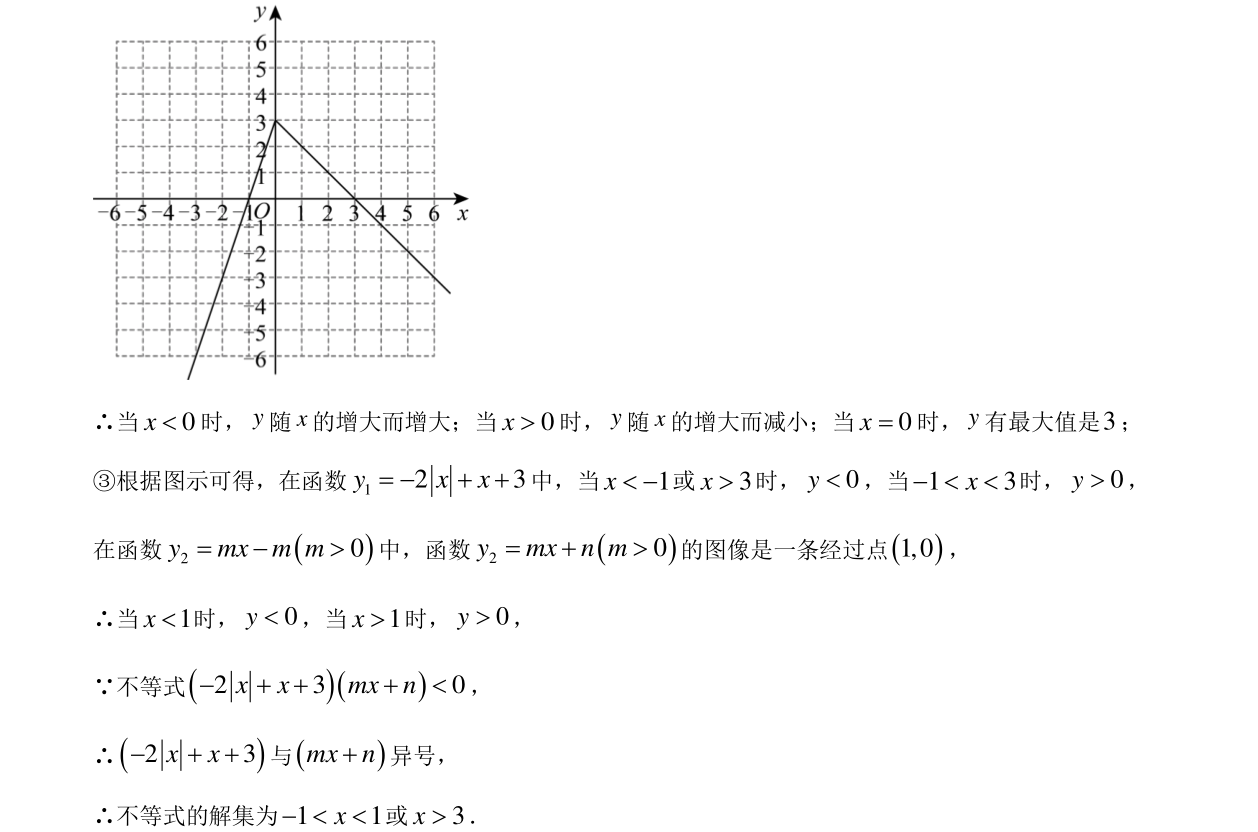 y
6
5
4
3
2
1
−6 −5 −4 −3 −2 −1 O 1 2 3 4 5 6 x
−1
−2
−3
−4
−5
−6
∴当 x < 0 时， y 随 x 的增大而增大；当 x > 0 时， y 随 x 的增大而减小；当 x = 0 时， y 有最大值是3；
③根据图示可得，在函数 y₁ = −2|x| + x + 3 中，当 x < −1 或 x > 3 时， y < 0，当 −1 < x < 3 时， y > 0，
在函数 y₂ = mx − m(m > 0) 中，函数 y₂ = mx + n(m > 0) 的图像是一条经过点(1,0)，
∴当 x < 1 时， y < 0，当 x > 1 时， y > 0，
∵不等式(−2|x| + x + 3)(mx + n) < 0，
∴(−2|x| + x + 3)与(mx + n)异号，
∴不等式的解集为 −1 < x < 1 或 x > 3．